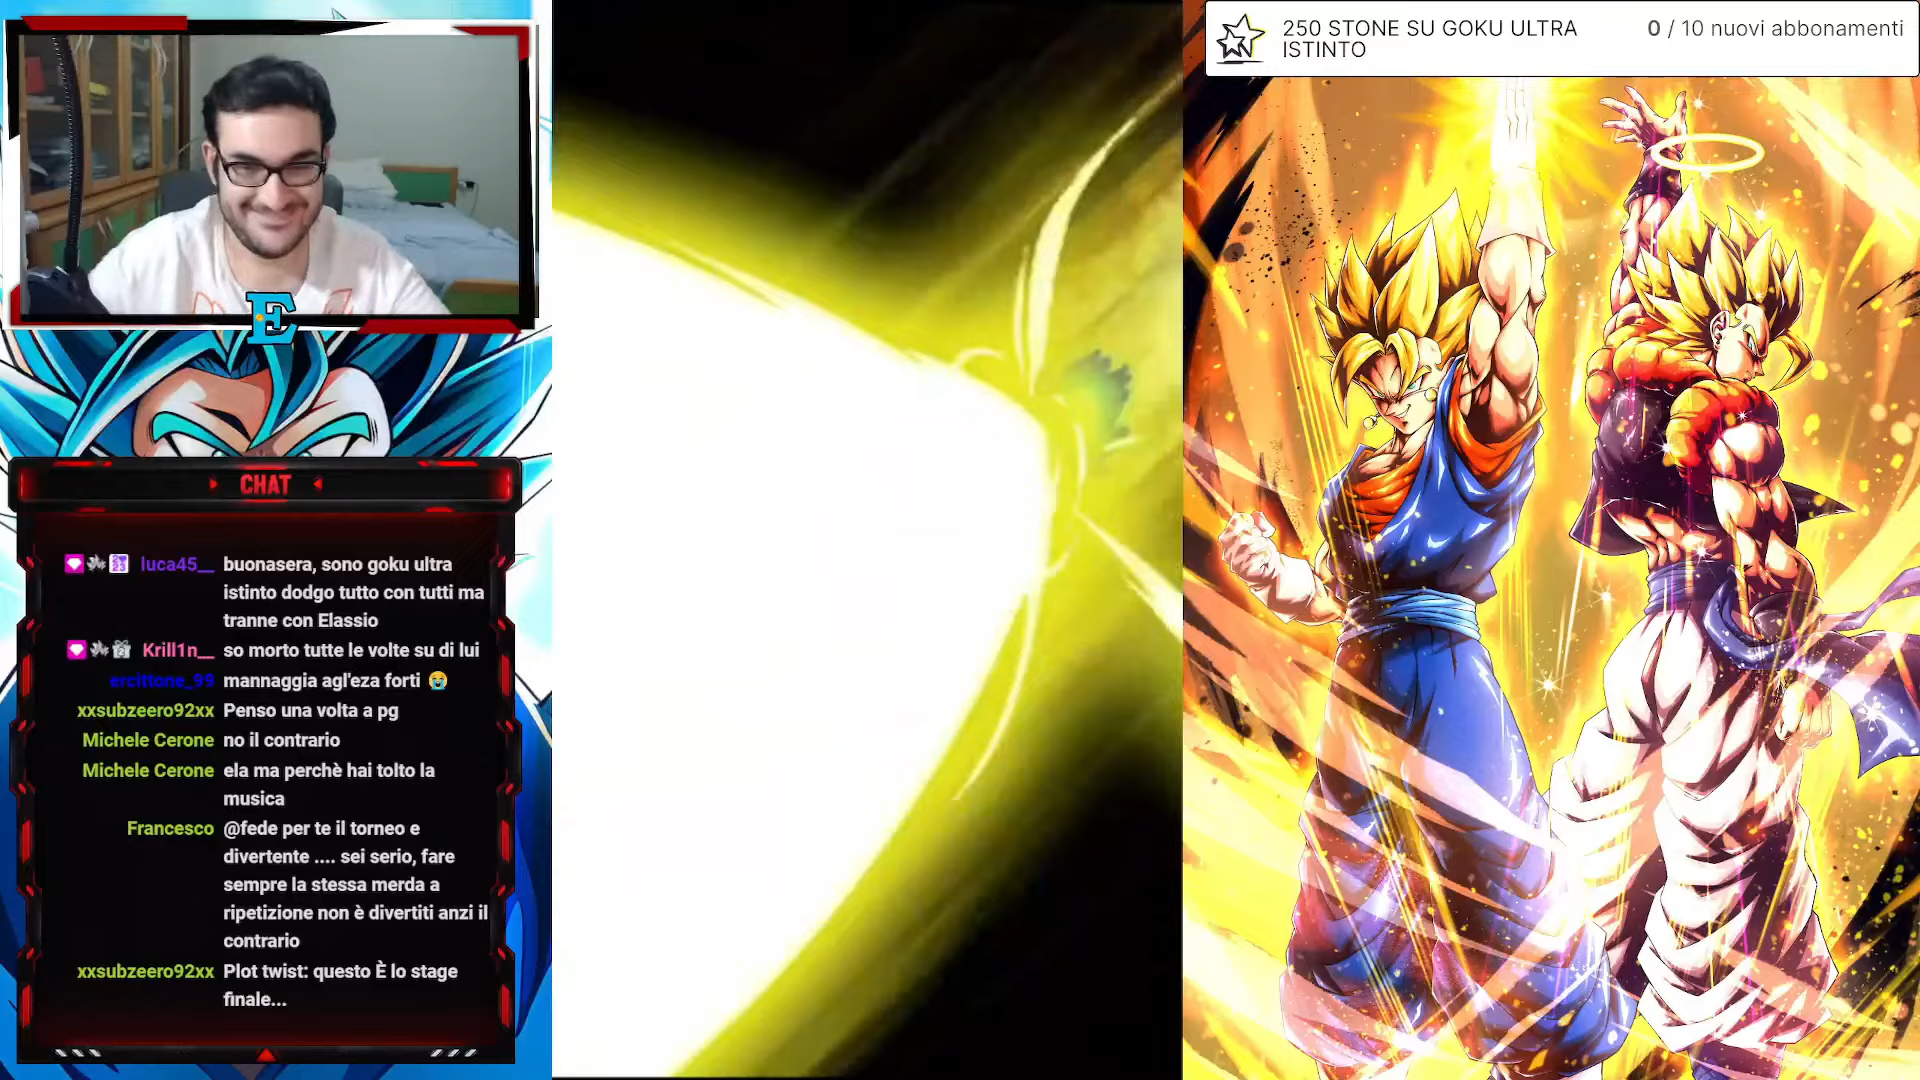 250 STONE SU GOKU ULTRA
ISTINTO
0 / 10 nuovi abbonamenti
E
CHAT
luca45__ buonasera, sono goku ultra
istinto dodgo tutto con tutti ma
tranne con Elassio
Krill1n__ so morto tutte le volte su di lui
ercittone_99 mannaggia agl'eza forti 😭
xxsubzeero92xx Penso una volta a pg
Michele Cerone no il contrario
Michele Cerone ela ma perchè hai tolto la
musica
Francesco @fede per te il torneo e
divertente .... sei serio, fare
sempre la stessa merda a
ripetizione non è divertiti anzi il
contrario
xxsubzeero92xx Plot twist: questo È lo stage
finale...